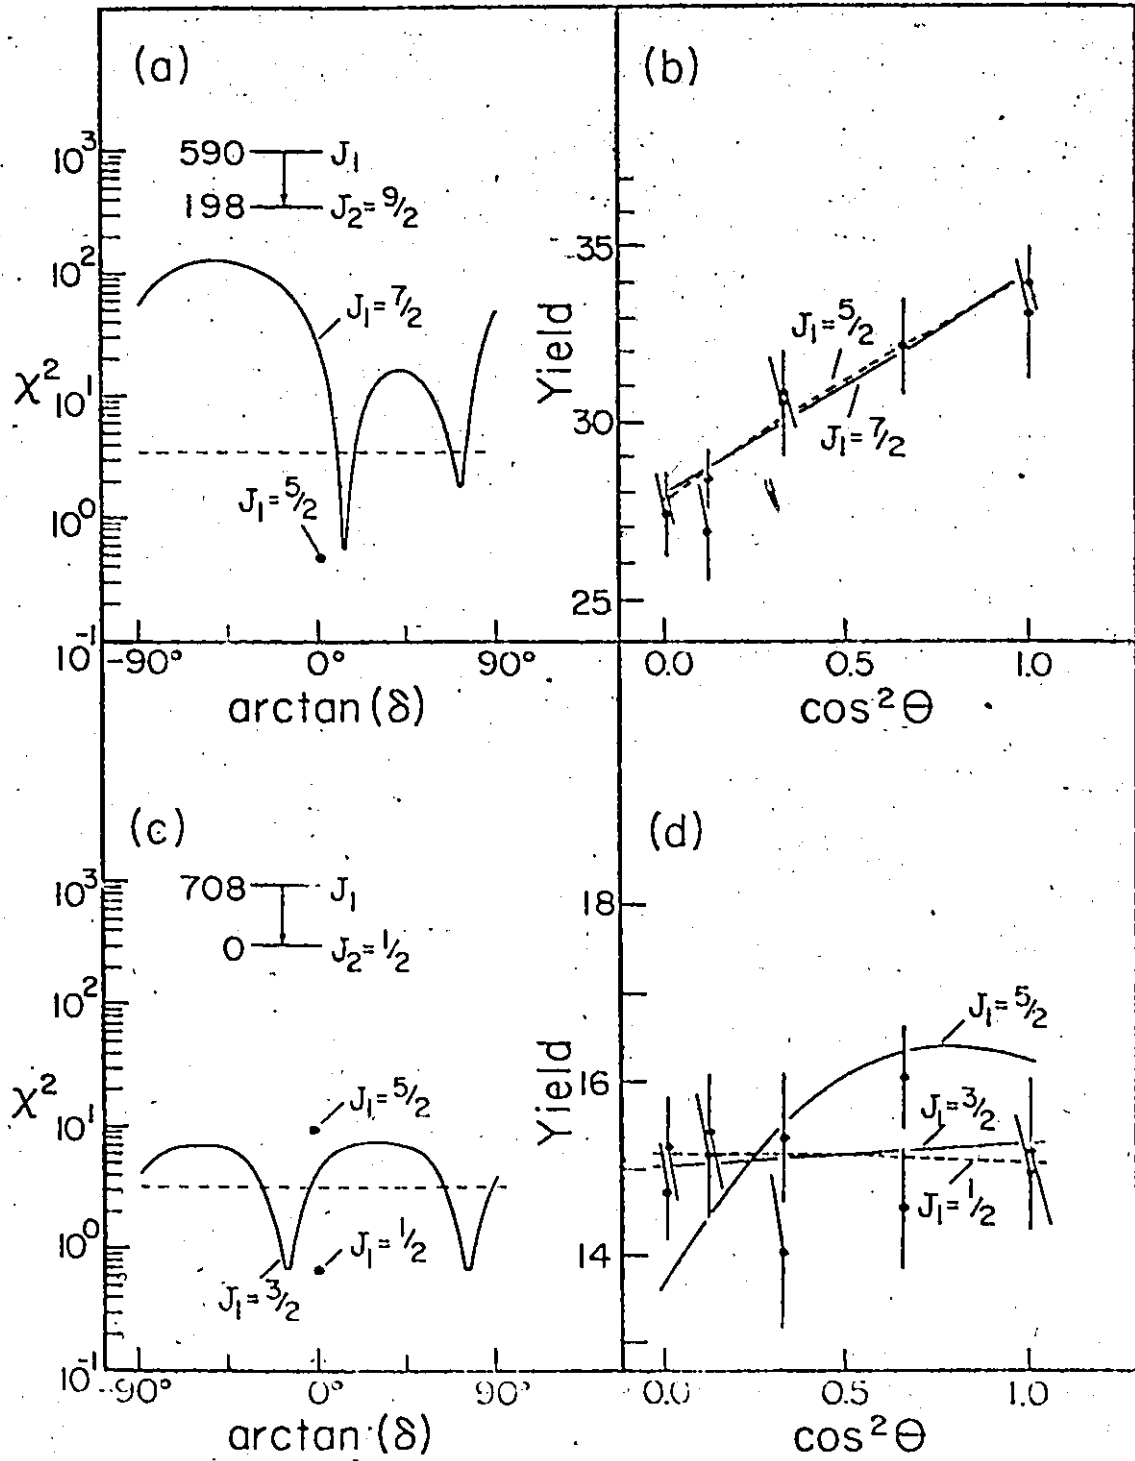 (a)
590 J₁
198 J₂=9/2
10³
10²
10¹
10⁰
10⁻¹
χ²
J₁=7/2
J₁=5/2
-90° 0° 90°
arctan(δ)
(b)
35
30
25
Yield
J₁=5/2
J₁=7/2
0.0 0.5 1.0
cos²θ
(c)
708 J₁
0 J₂=1/2
10³
10²
10¹
10⁰
10⁻¹
χ²
J₁=5/2
J₁=1/2
J₁=3/2
-90° 0° 90°
arctan(δ)
(d)
18
16
14
Yield
J₁=5/2
J₁=3/2
J₁=1/2
0.0 0.5 1.0
cos²θ